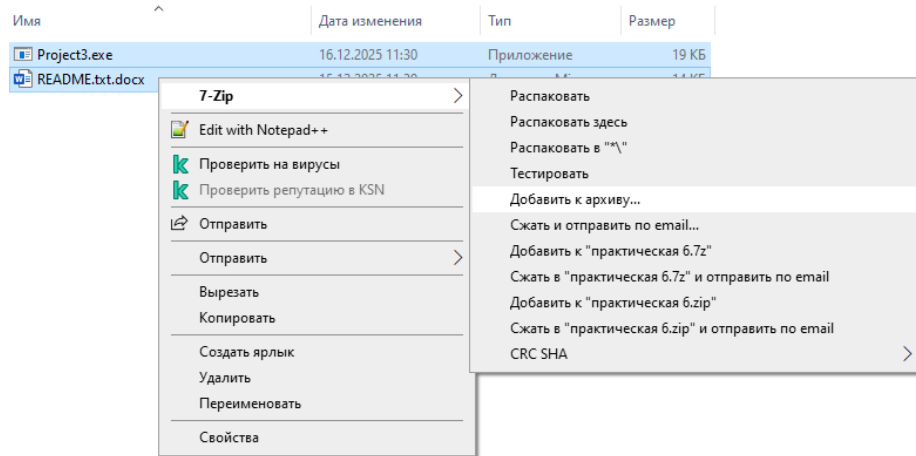 Имя Дата изменения Тип Размер
Project3.exe 16.12.2025 11:30 Приложение 19 КБ
README.txt.docx
7-Zip
Edit with Notepad++
Проверить на вирусы
Проверить репутацию в KSN
Отправить
Отправить
Вырезать
Копировать
Создать ярлык
Удалить
Переименовать
Свойства
Распаковать
Распаковать здесь
Распаковать в "*\"
Тестировать
Добавить к архиву...
Сжать и отправить по email...
Добавить к "практическая 6.7z"
Сжать в "практическая 6.7z" и отправить по email
Добавить к "практическая 6.zip"
Сжать в "практическая 6.zip" и отправить по email
CRC SHA